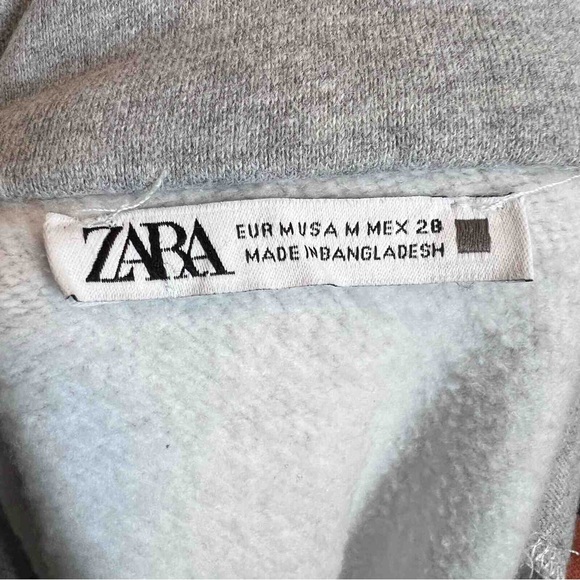 ZARA
EUR M USA M MEX 28
MADE IN BANGLADESH